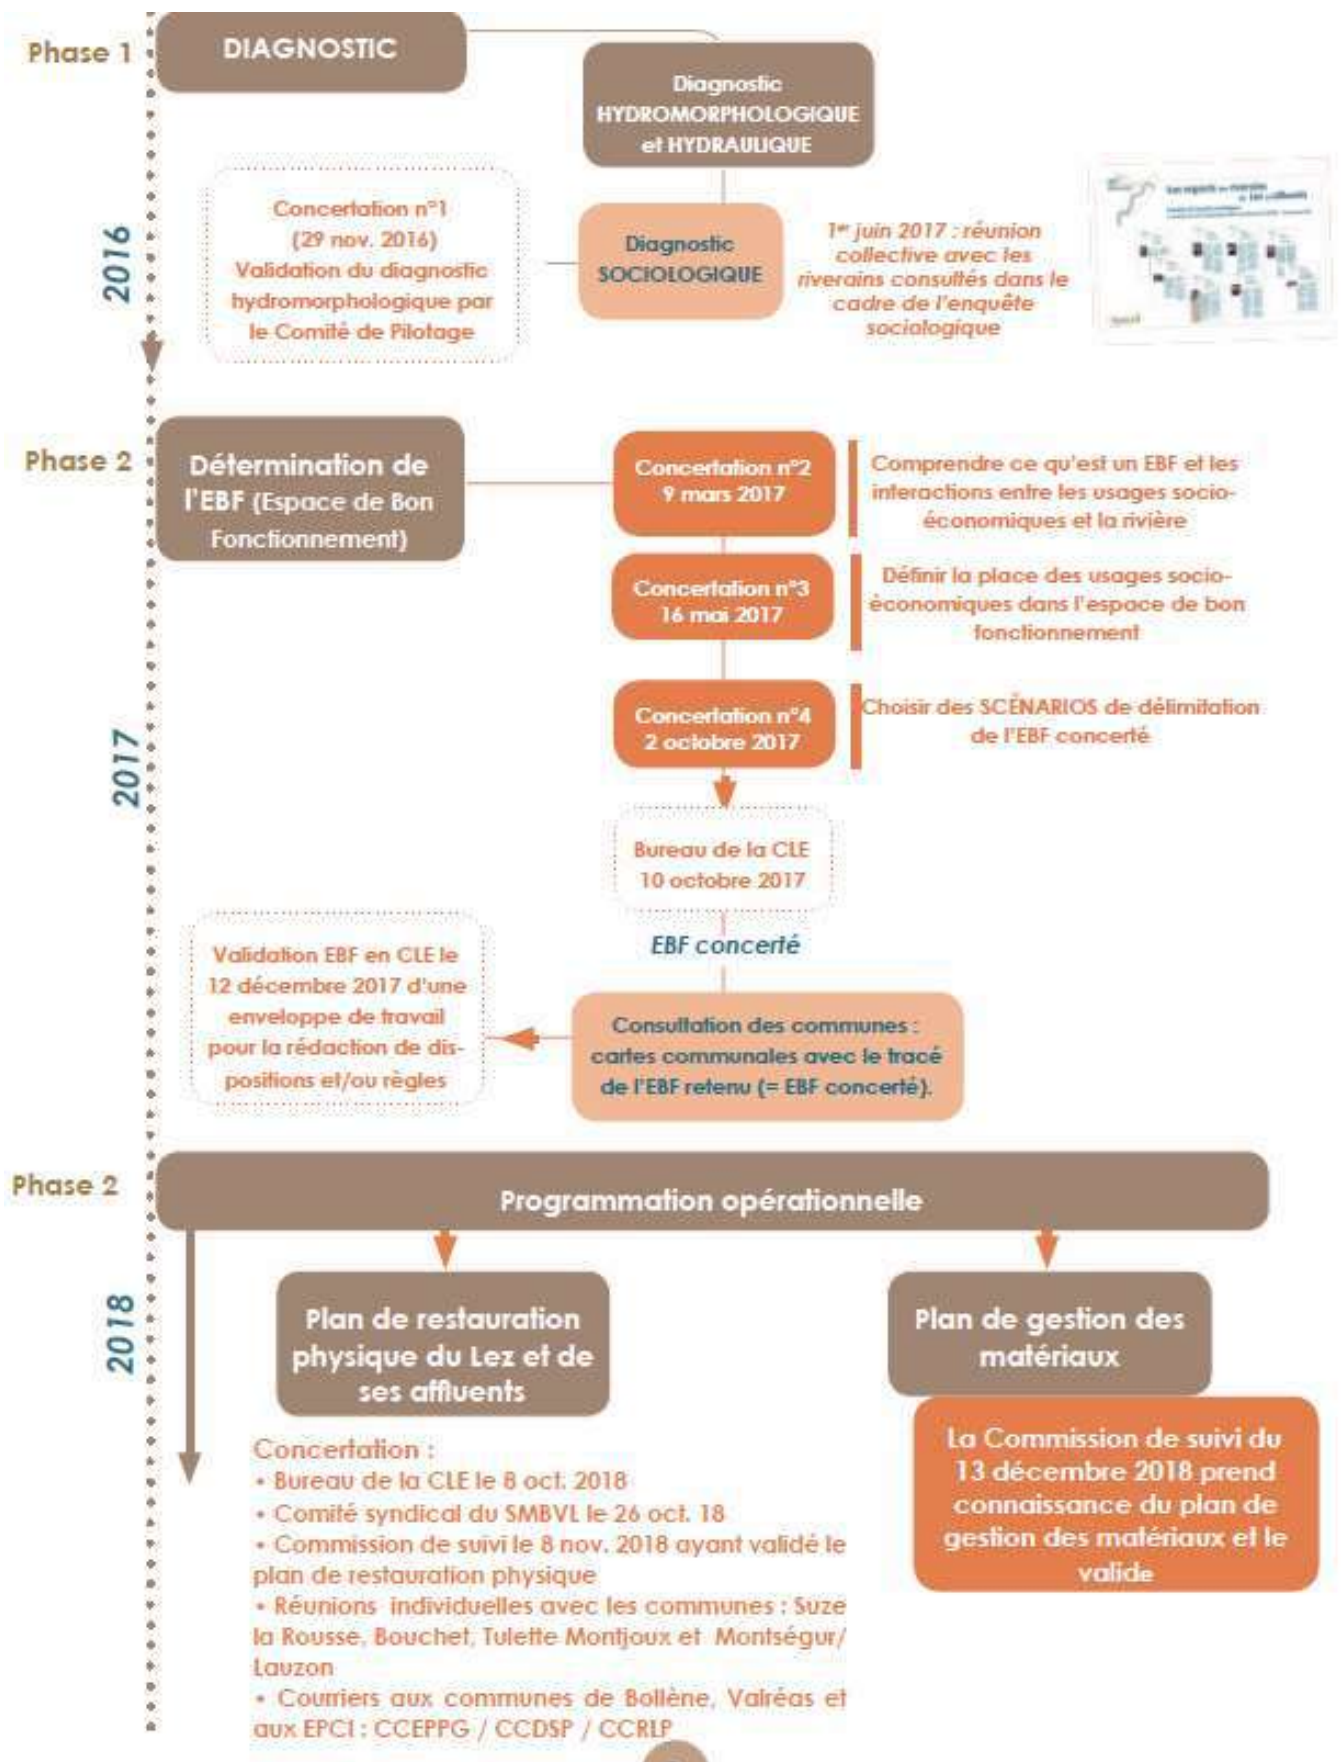 Phase 1
DIAGNOSTIC
Diagnostic
HYDROMORPHOLOGIQUE
et HYDRAULIQUE
2016
Concertation n°1
(29 nov. 2016)
Validation du diagnostic
hydromorphologique par
le Comité de Pilotage
Diagnostic
SOCIOLOGIQUE
1er juin 2017 : réunion
collective avec les
riverains consultés dans le
cadre de l'enquête
sociologique
Phase 2
Détermination de
l'EBF (Espace de Bon
Fonctionnement)
Concertation n°2
9 mars 2017
Comprendre ce qu'est un EBF et les
interactions entre les usages socio-
économiques et la rivière
Concertation n°3
16 mai 2017
Définir la place des usages socio-
économiques dans l'espace de bon
fonctionnement
2017
Concertation n°4
2 octobre 2017
Choisir des SCÉNARIOS de délimitation
de l'EBF concerté
Bureau de la CLE
10 octobre 2017
EBF concerté
Validation EBF en CLE le
12 décembre 2017 d'une
enveloppe de travail
pour la rédaction de dis-
positions et/ou règles
Consultation des communes :
cartes communales avec le tracé
de l'EBF retenu (= EBF concerté).
Phase 2
Programmation opérationnelle
2018
Plan de restauration
physique du Lez et de
ses affluents
Concertation :
• Bureau de la CLE le 8 oct. 2018
• Comité syndical du SMBVL le 26 oct. 18
• Commission de suivi le 8 nov. 2018 ayant validé le
plan de restauration physique
• Réunions individuelles avec les communes : Suze
la Rousse, Bouchet, Tulette Montjoux et Montségur/
Lauzon
• Courriers aux communes de Bollène, Valréas et
aux EPCI : CCEPPG / CCDSP / CCRLP
Plan de gestion des
matériaux
La Commission de suivi du
13 décembre 2018 prend
connaissance du plan de
gestion des matériaux et le
valide